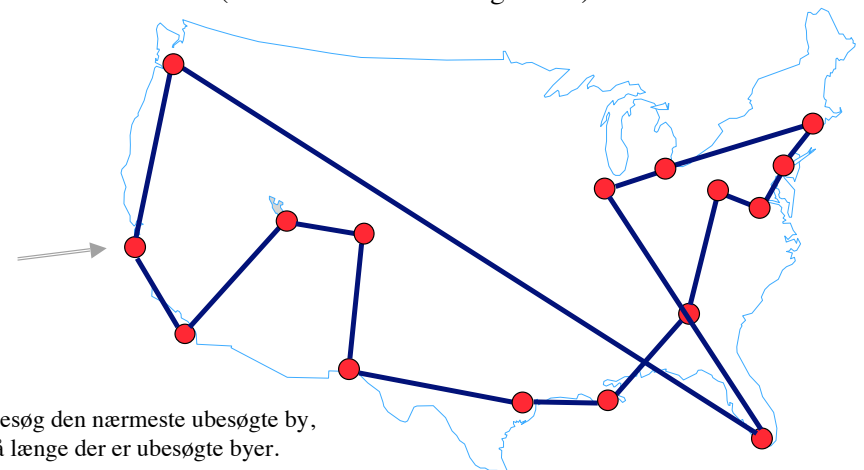 esøg den nærmeste ubesøgte by,
længe der er ubesøgte byer.